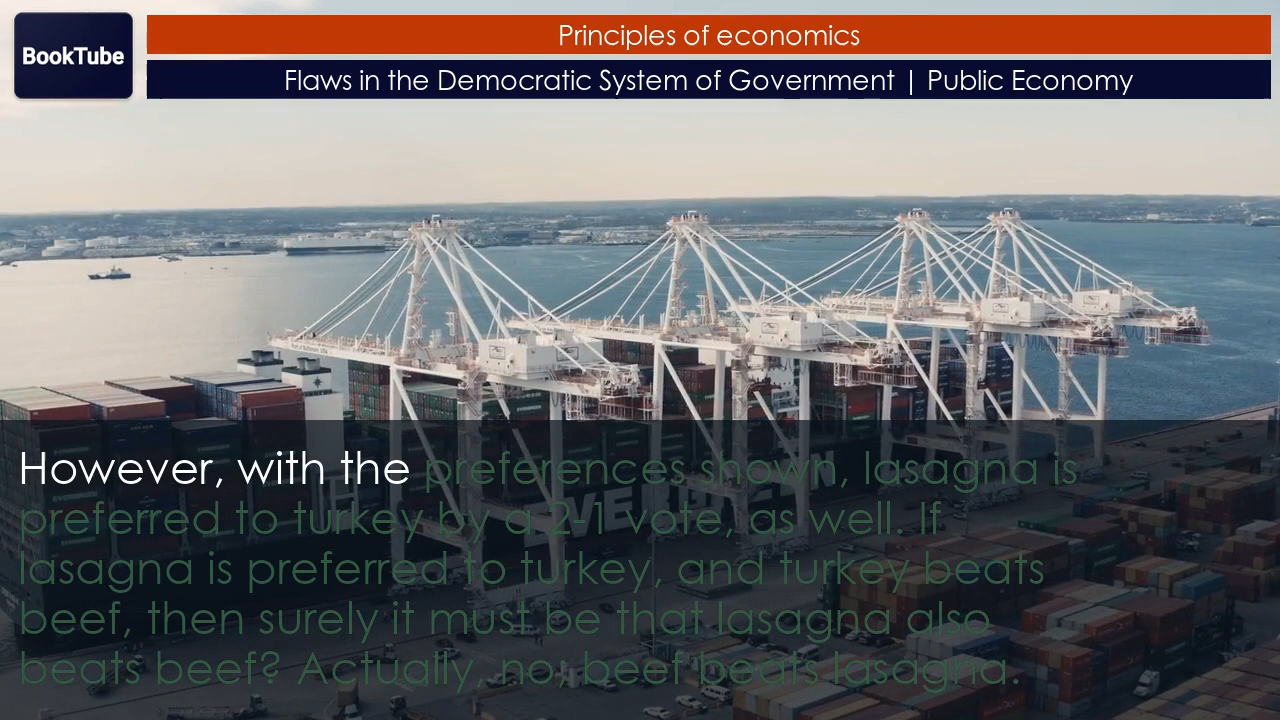 BookTube
Principles of economics
Flaws in the Democratic System of Government | Public Economy
However, with the preferences shown, lasagna is
preferred to turkey by a 2-1 vote, as well. If
lasagna is preferred to turkey, and turkey beats
beef, then surely it must be that lasagna also
beats beef? Actually, no; beef beats lasagna.